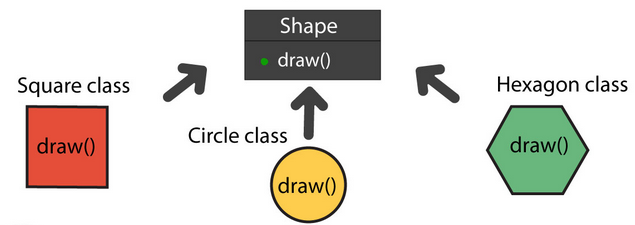 Shape
draw()
Square class
draw()
Circle class
draw()
Hexagon class
draw()